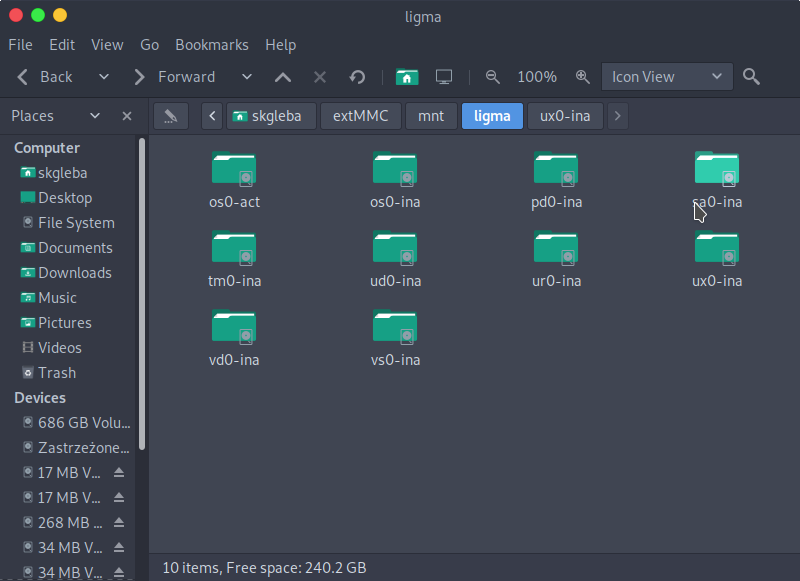 ligma
File Edit View Go Bookmarks Help
Back Forward 100% Icon View
Places skgleba extMMC mnt ligma ux0-ina
Computer
skgleba
Desktop
File System
Documents
Downloads
Music
Pictures
Videos
Trash
Devices
686 GB Volu...
Zastrzeżone...
17 MB V...
17 MB V...
268 MB ...
34 MB V...
34 MB V...
os0-act os0-ina pd0-ina sa0-ina
tm0-ina ud0-ina ur0-ina ux0-ina
vd0-ina vs0-ina
10 items, Free space: 240.2 GB